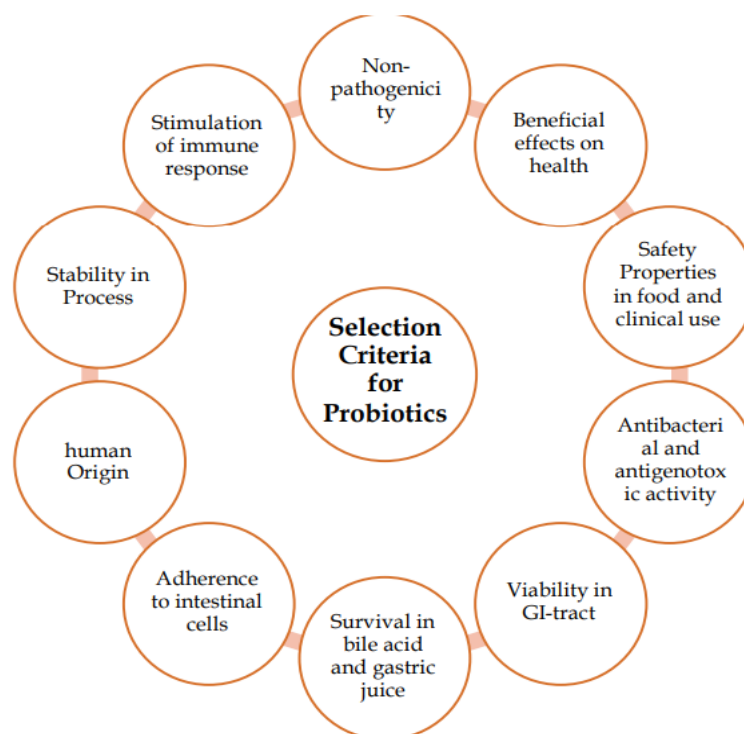 Non-
pathogenici
ty
Beneficial
effects on
health
Safety
Properties
in food and
clinical use
Antibacteri
al and
antigenotox
ic activity
Viability in
GI-tract
Survival in
bile acid
and gastric
juice
Adherence
to intestinal
cells
human
Origin
Stability in
Process
Stimulation
of immune
response
Selection
Criteria
for
Probiotics